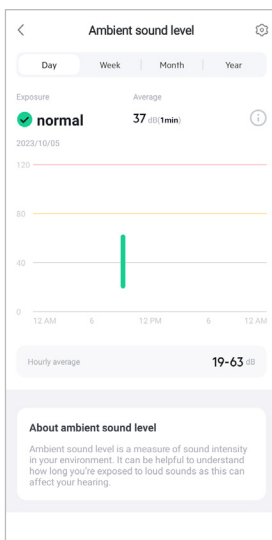 Ambient sound level
Day Week Month Year
Exposure Average
normal 37 dB(1min)
2023/10/05
120
80
40
0
12 AM 6 12 PM 6 12 AM
Hourly average 19-63 dB
About ambient sound level
Ambient sound level is a measure of sound intensity
in your environment. It can be helpful to understand
how long you're exposed to loud sounds as this can
affect your hearing.